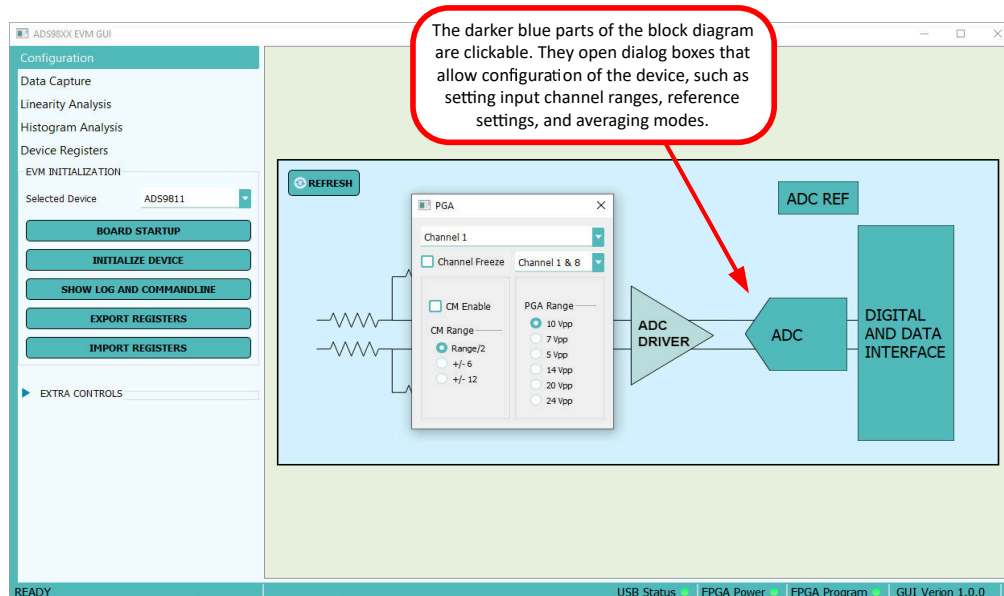 ADS98XX EVM GUI
The darker blue parts of the block diagram
are clickable. They open dialog boxes that
allow configuration of the device, such as
setting input channel ranges, reference
settings, and averaging modes.
Configuration
Data Capture
Linearity Analysis
Histogram Analysis
Device Registers
EVM INITIALIZATION
Selected Device ADS9811
BOARD STARTUP
INITIALIZE DEVICE
SHOW LOG AND COMMANDLINE
EXPORT REGISTERS
IMPORT REGISTERS
EXTRA CONTROLS
REFRESH
PGA
Channel 1
Channel Freeze Channel 1 & 8
CM Enable
CM Range
Range/2
+/- 6
+/- 12
PGA Range
10 Vpp
7 Vpp
5 Vpp
14 Vpp
20 Vpp
24 Vpp
ADC
DRIVER
ADC REF
ADC
DIGITAL
AND DATA
INTERFACE
READY USB Status FPGA Power FPGA Program GUI Verion 1.0.0